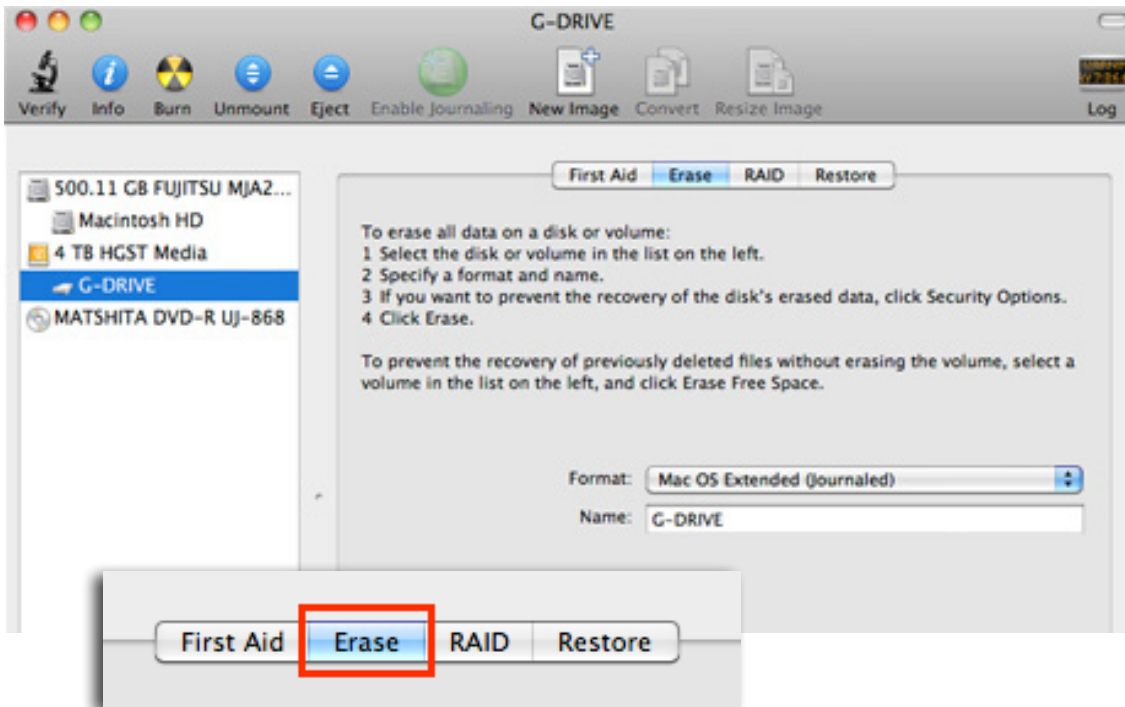 G-DRIVE
Verify Info Burn Unmount Eject Enable Journaling New Image Convert Resize Image Log
500.11 GB FUJITSU MJA2...
Macintosh HD
4 TB HGST Media
G-DRIVE
MATSHITA DVD-R UJ-868
First Aid Erase RAID Restore
To erase all data on a disk or volume:
1 Select the disk or volume in the list on the left.
2 Specify a format and name.
3 If you want to prevent the recovery of the disk's erased data, click Security Options.
4 Click Erase.
To prevent the recovery of previously deleted files without erasing the volume, select a
volume in the list on the left, and click Erase Free Space.
Format: Mac OS Extended (Journaled)
Name: G-DRIVE
First Aid Erase RAID Restore